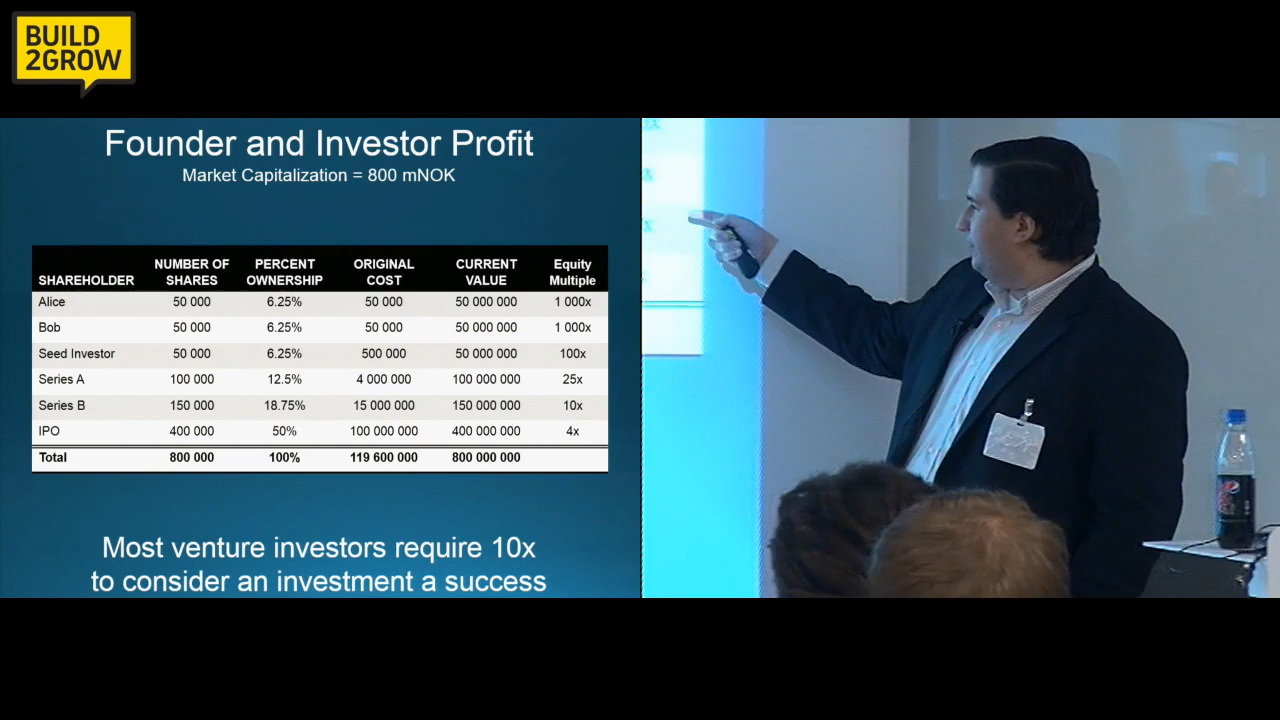 BUILD
2GROW
Founder and Investor Profit
Market Capitalization = 800 mNOK
SHAREHOLDER NUMBER OF SHARES PERCENT OWNERSHIP ORIGINAL COST CURRENT VALUE Equity Multiple
Alice 50 000 6.25% 50 000 50 000 000 1 000x
Bob 50 000 6.25% 50 000 50 000 000 1 000x
Seed Investor 50 000 6.25% 500 000 50 000 000 100x
Series A 100 000 12.5% 4 000 000 100 000 000 25x
Series B 150 000 18.75% 15 000 000 150 000 000 10x
IPO 400 000 50% 100 000 000 400 000 000 4x
Total 800 000 100% 119 600 000 800 000 000
Most venture investors require 10x
to consider an investment a success